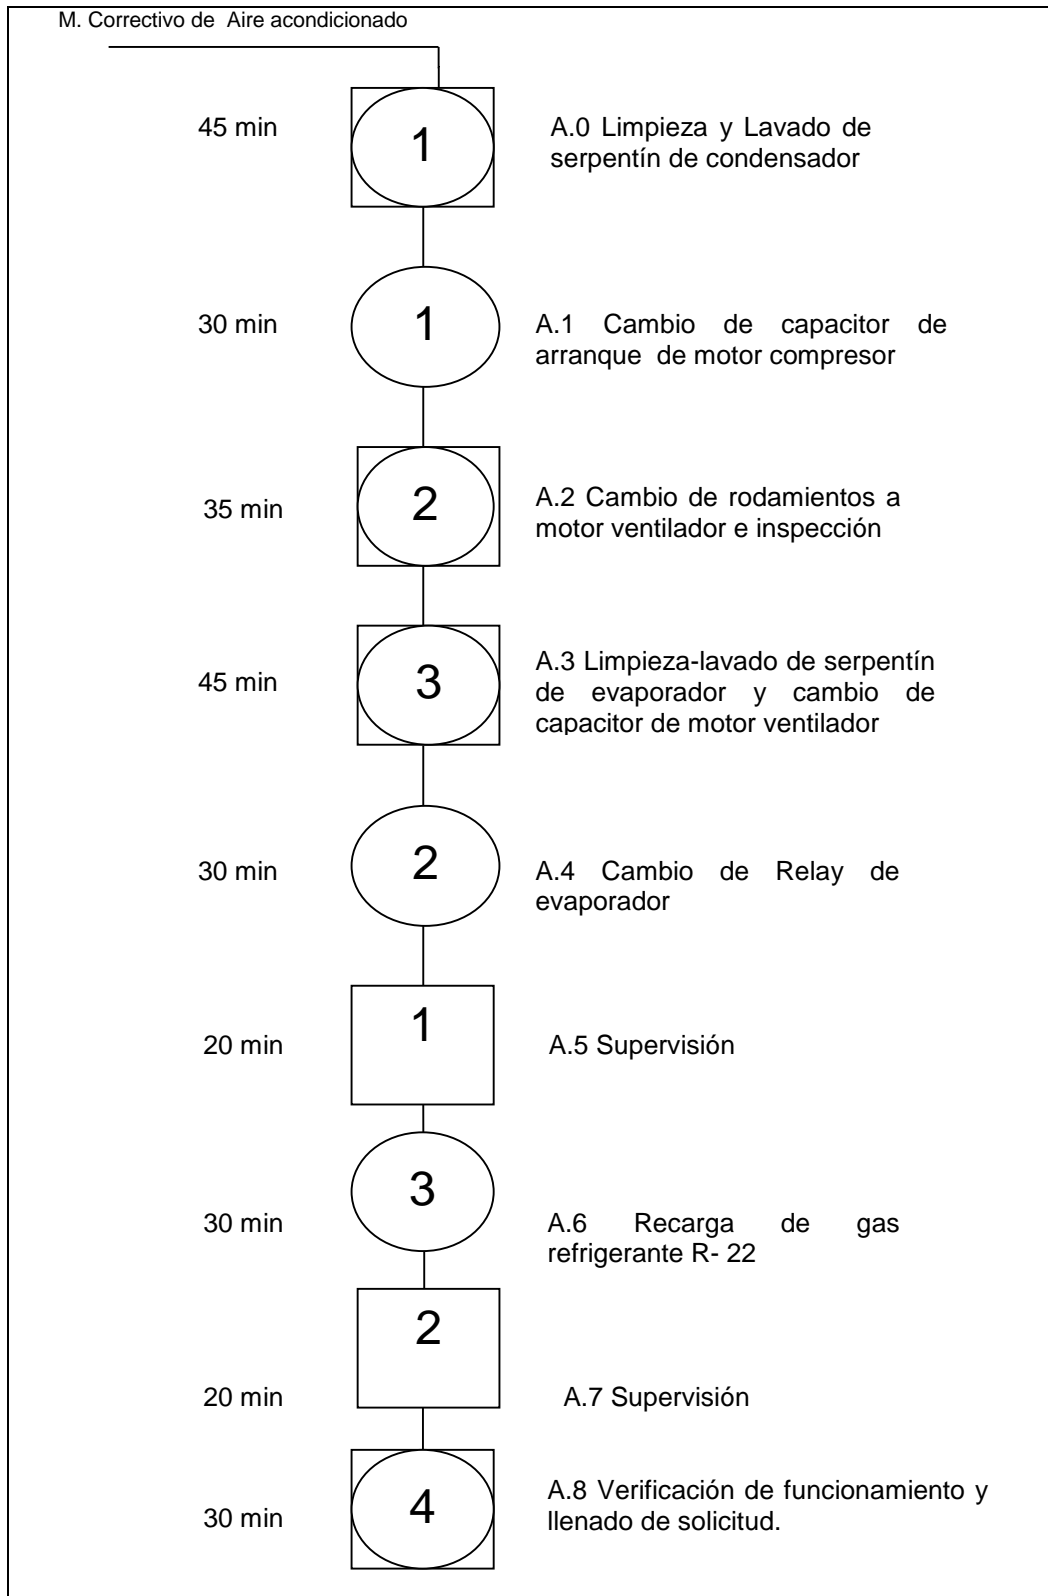 M. Correctivo de Aire acondicionado
45 min
1
A.0 Limpieza y Lavado de
serpentín de condensador
30 min
1
A.1 Cambio de capacitor de
arranque de motor compresor
35 min
2
A.2 Cambio de rodamientos a
motor ventilador e inspección
45 min
3
A.3 Limpieza-lavado de serpentín
de evaporador y cambio de
capacitor de motor ventilador
30 min
2
A.4 Cambio de Relay de
evaporador
20 min
1
A.5 Supervisión
30 min
3
A.6 Recarga de gas
refrigerante R- 22
20 min
2
A.7 Supervisión
30 min
4
A.8 Verificación de funcionamiento y
llenado de solicitud.